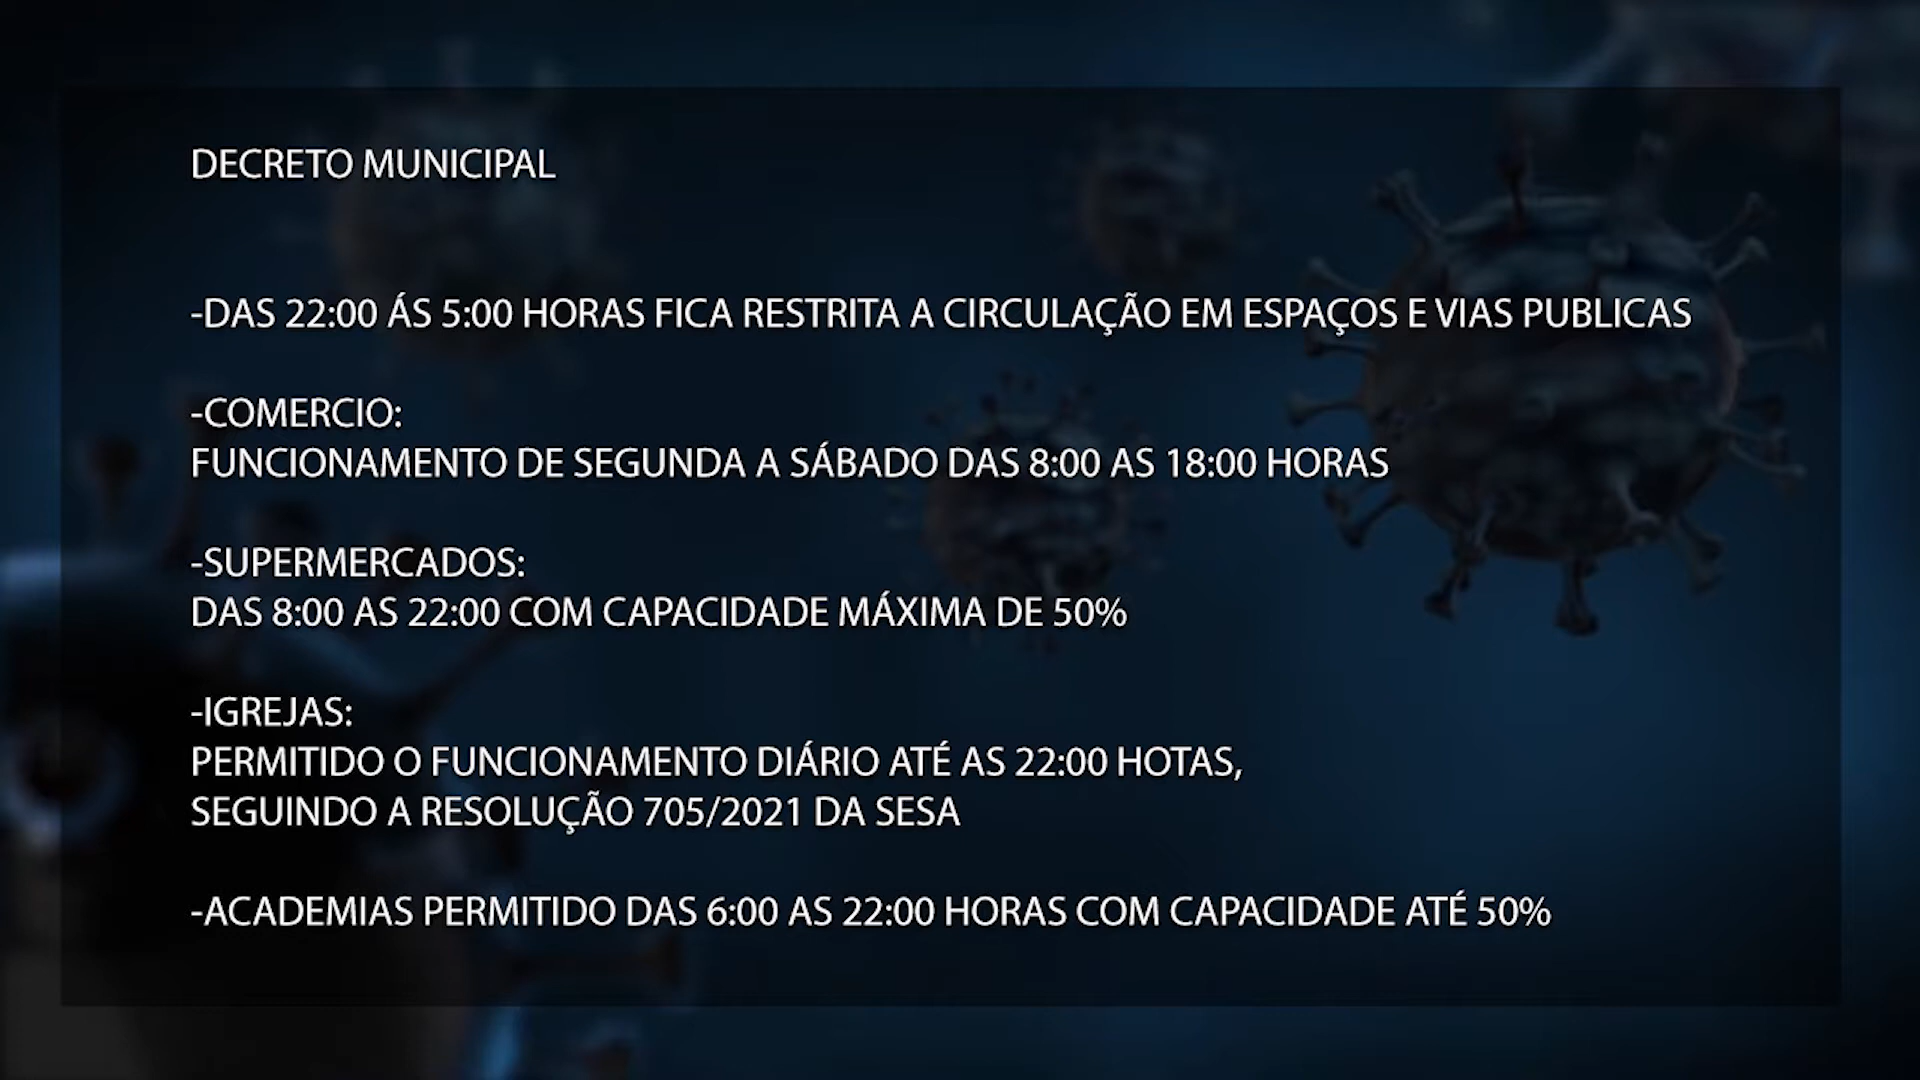 DECRETO MUNICIPAL
-DAS 22:00 ÁS 5:00 HORAS FICA RESTRITA A CIRCULAÇÃO EM ESPAÇOS E VIAS PUBLICAS
-COMERCIO:
FUNCIONAMENTO DE SEGUNDA A SÁBADO DAS 8:00 AS 18:00 HORAS
-SUPERMERCADOS:
DAS 8:00 AS 22:00 COM CAPACIDADE MÁXIMA DE 50%
-IGREJAS:
PERMITIDO O FUNCIONAMENTO DIÁRIO ATÉ AS 22:00 HOTAS,
SEGUINDO A RESOLUÇÃO 705/2021 DA SESA
-ACADEMIAS PERMITIDO DAS 6:00 AS 22:00 HORAS COM CAPACIDADE ATÉ 50%